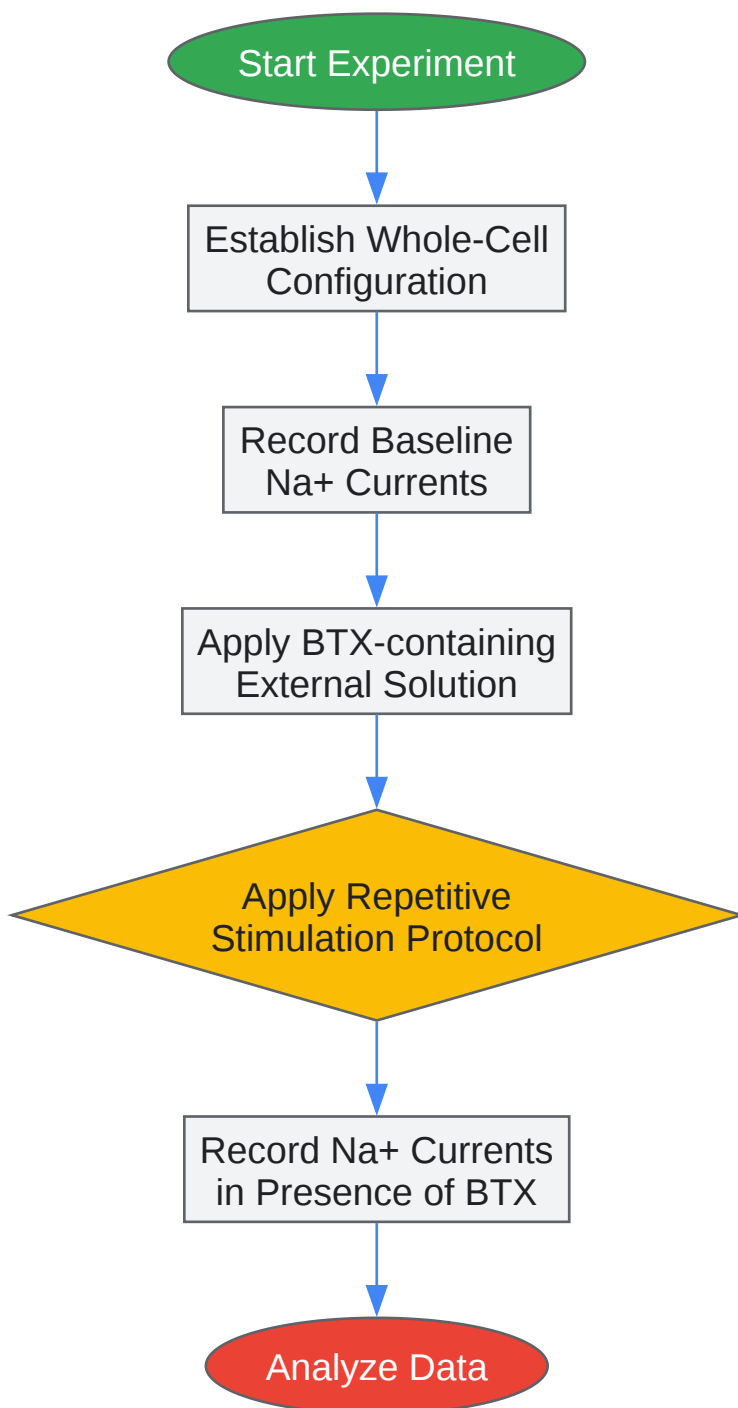 Start Experiment
Establish Whole-Cell
Configuration
Record Baseline
Na+ Currents
Apply BTX-containing
External Solution
Apply Repetitive
Stimulation Protocol
Record Na+ Currents
in Presence of BTX
Analyze Data